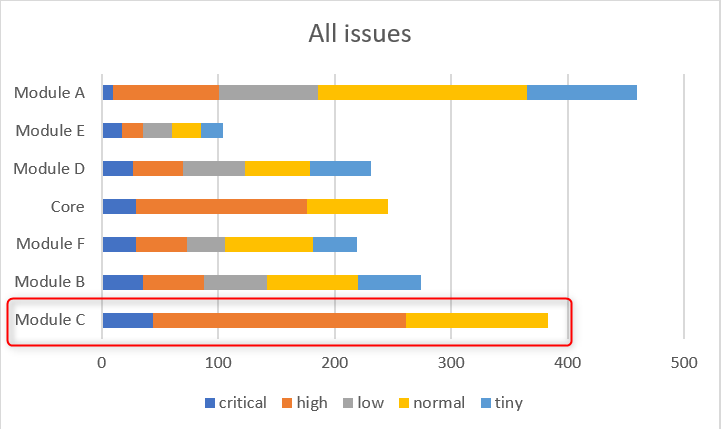 All issues
Module A
Module E
Module D
Core
Module F
Module B
Module C
0 100 200 300 400 500
critical high low normal tiny